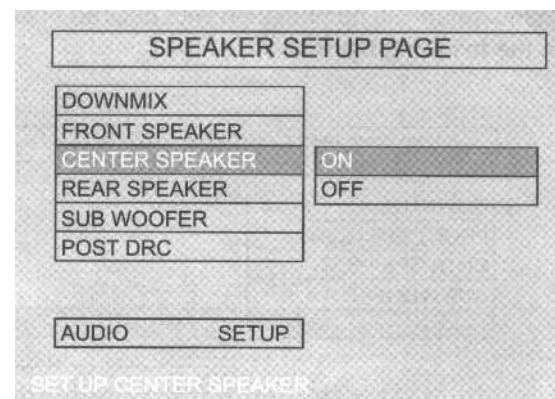 SPEAKER SETUP PAGE
DOWNMIX
FRONT SPEAKER
CENTER SPEAKER
ON
REAR SPEAKER
OFF
SUB WOOFER
POST DRC
AUDIO SETUP
SET UP CENTER SPEAKER